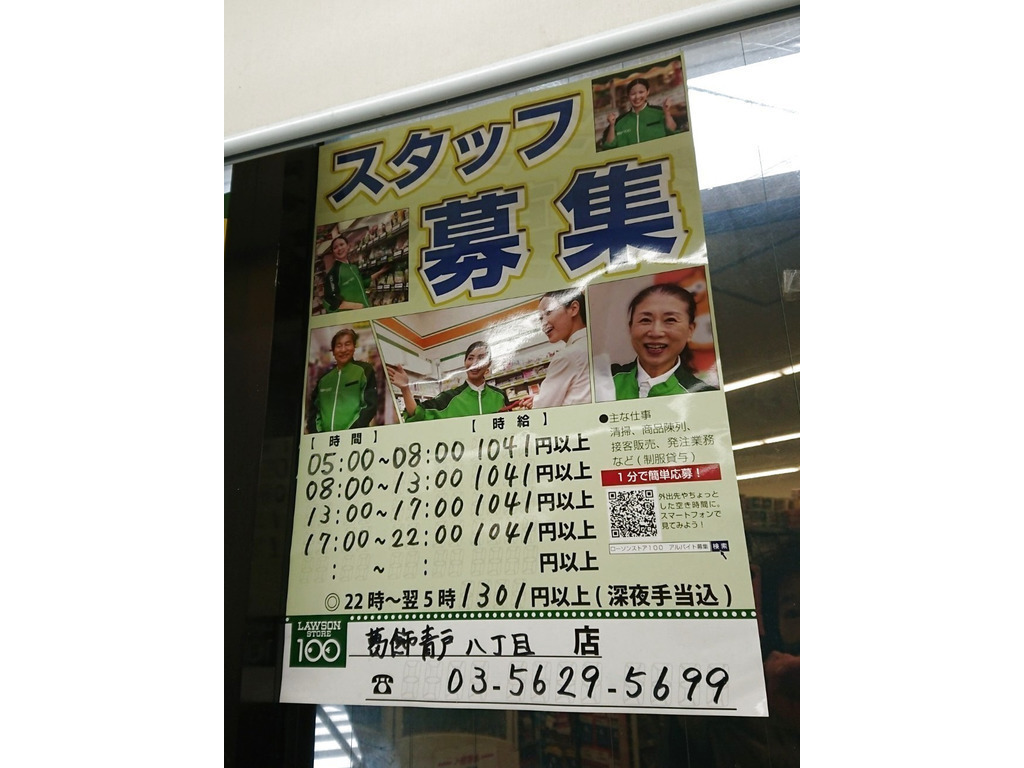 スタッフ
募集
【 時間 】 【 時給 】
05:00~08:00 1041円以上
08:00~13:00 1041円以上
13:00~17:00 1041円以上
17:00~22:00 1041円以上
: ~ : 円以上
◎22時~翌5時1301円以上(深夜手当込)
●主な仕事
清掃、商品陳列、
接客販売、発注業務
など(制服貸与)
1分で簡単応募!
外出先やちょっと
した空き時間に。
スマートフォンで
見てみよう!
ローソンストア100 アルバイト募集 検索
LAWSON
STORE
100
葛飾青戸八丁目 店
☎ 03-5629-5699